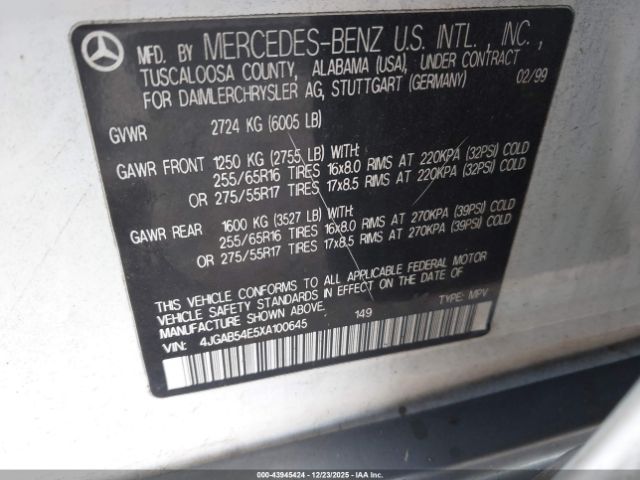 MFD. BY MERCEDES-BENZ U.S. INTL., INC.,
TUSCALOOSA COUNTY, ALABAMA (USA), UNDER CONTRACT
FOR DAIMLERCHRYSLER AG, STUTTGART (GERMANY) 02/99
GVWR 2724 KG (6005 LB)
GAWR FRONT 1250 KG (2755 LB) WITH:
255/65R16 TIRES 16x8.0 RIMS AT 220KPA (32PSI) COLD
OR 275/55R17 TIRES 17x8.5 RIMS AT 220KPA (32PSI) COLD
GAWR REAR 1600 KG (3527 LB) WITH:
255/65R16 TIRES 16x8.0 RIMS AT 270KPA (39PSI) COLD
OR 275/55R17 TIRES 17x8.5 RIMS AT 270KPA (39PSI) COLD
THIS VEHICLE CONFORMS TO ALL APPLICABLE FEDERAL MOTOR
VEHICLE SAFETY STANDARDS IN EFFECT ON THE DATE OF
MANUFACTURE SHOWN ABOVE.
VIN: 4JGAB54E5XA100645 149 TYPE: MPV
000-43945424 - 12/23/2025 - IAA